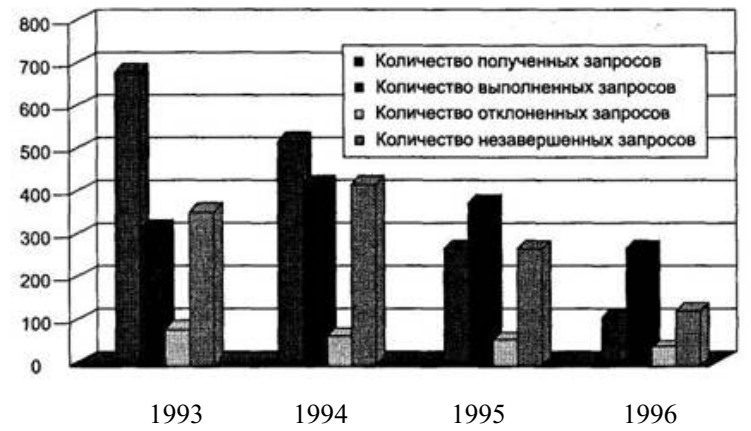 800
700
600
500
400
300
200
100
0
Количество полученных запросов
Количество выполненных запросов
Количество отклоненных запросов
Количество незавершенных запросов
1993 1994 1995 1996